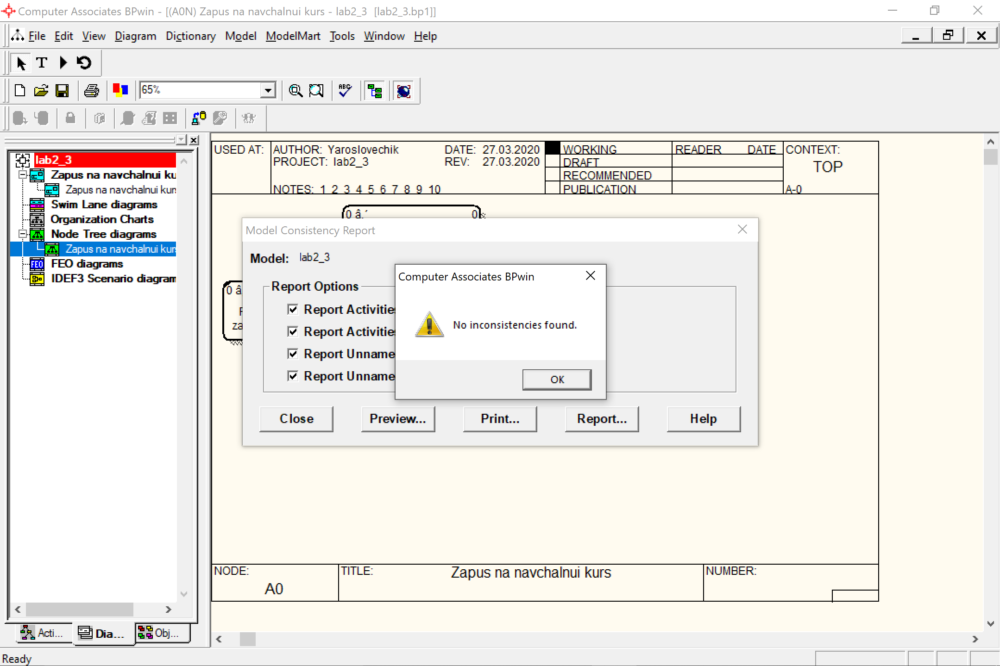 Computer Associates BPwin - [(A0N) Zapus na navchalnui kurs - lab2_3 [lab2_3.bp1]]
File Edit View Diagram Dictionary Model ModelMart Tools Window Help
T
65%
ABC
lab2_3
Zapus na navchalnui ku
Zapus na navchalnui kur
Swim Lane diagrams
Organization Charts
Node Tree diagrams
Zapus na navchalnui kur
FEO FEO diagrams
IDEF3 Scenario diagram
Acti... Dia... Obj...
USED AT: AUTHOR: Yaroslovechik DATE: 27.03.2020 WORKING READER DATE CONTEXT:
PROJECT: lab2_3 REV: 27.03.2020 DRAFT TOP
RECOMMENDED
NOTES: 1 2 3 4 5 6 7 8 9 10 PUBLICATION A-0
0 â.´ 0
0 â
za
Model Consistency Report
Model: lab2_3
Report Options
Report Activities
Report Activities
Report Unname
Report Unname
Close Preview... Print... Report... Help
Computer Associates BPwin
No inconsistencies found.
OK
NODE: TITLE: Zapus na navchalnui kurs NUMBER:
A0
Ready